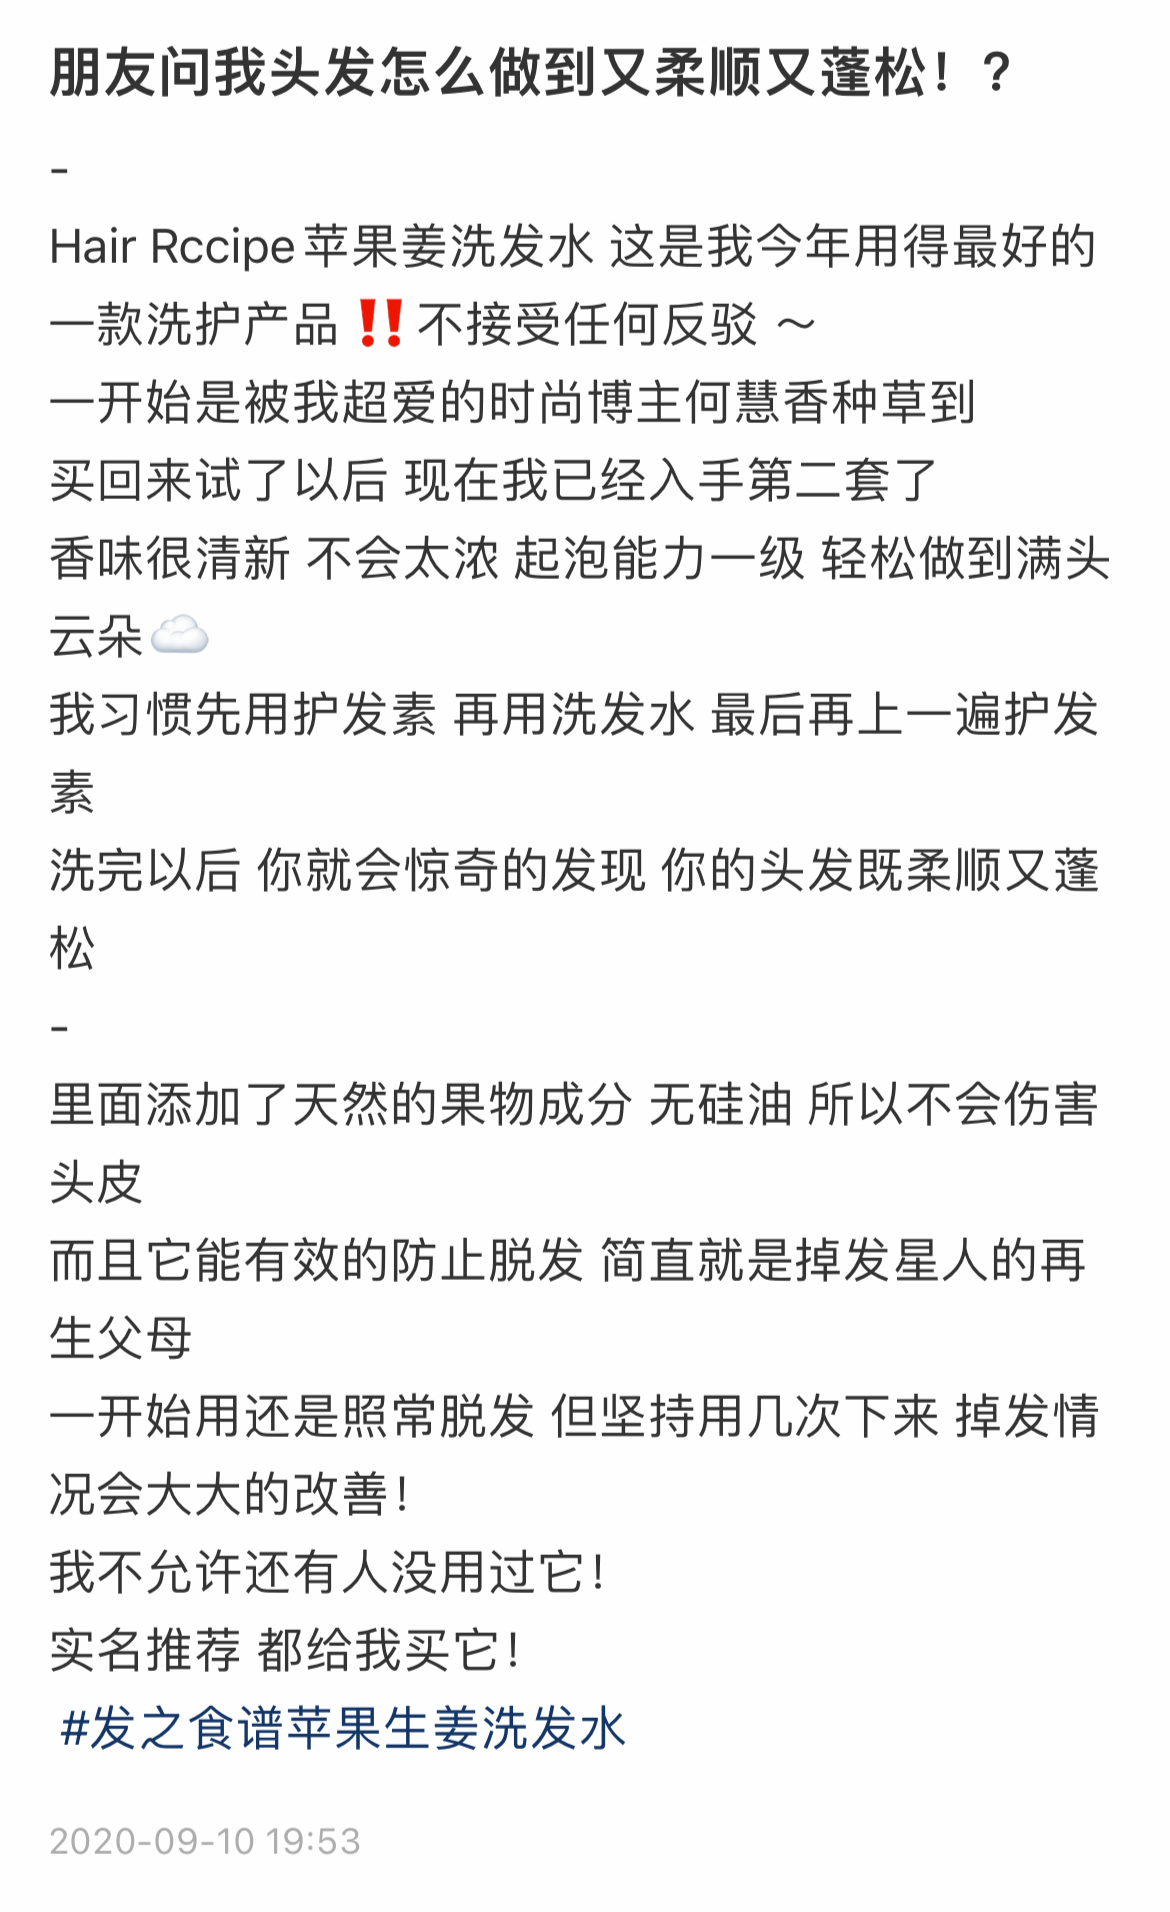 朋友问我头发怎么做到又柔顺又蓬松！?
-
Hair Rccipe苹果姜洗发水 这是我今年用得最好的
一款洗护产品‼️不接受任何反驳 ～
一开始是被我超爱的时尚博主何慧香种草到
买回来试了以后 现在我已经入手第二套了
香味很清新 不会太浓 起泡能力一级 轻松做到满头
云朵☁️
我习惯先用护发素 再用洗发水 最后再上一遍护发
素
洗完以后 你就会惊奇的发现 你的头发既柔顺又蓬
松
-
里面添加了天然的果物成分 无硅油 所以不会伤害
头皮
而且它能有效的防止脱发 简直就是掉发星人的再
生父母
一开始用还是照常脱发 但坚持用几次下来 掉发情
况会大大的改善！
我不允许还有人没用过它！
实名推荐 都给我买它！
#发之食谱苹果生姜洗发水
2020-09-10 19:53